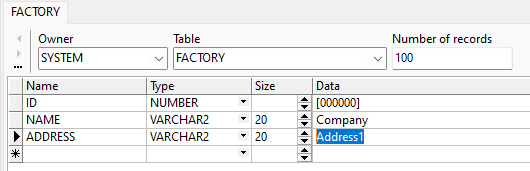 FACTORY
Owner Table Number of records
SYSTEM FACTORY 100
...
Name Type Size Data
ID NUMBER [000000]
NAME VARCHAR2 20 Company
ADDRESS VARCHAR2 20 Address1